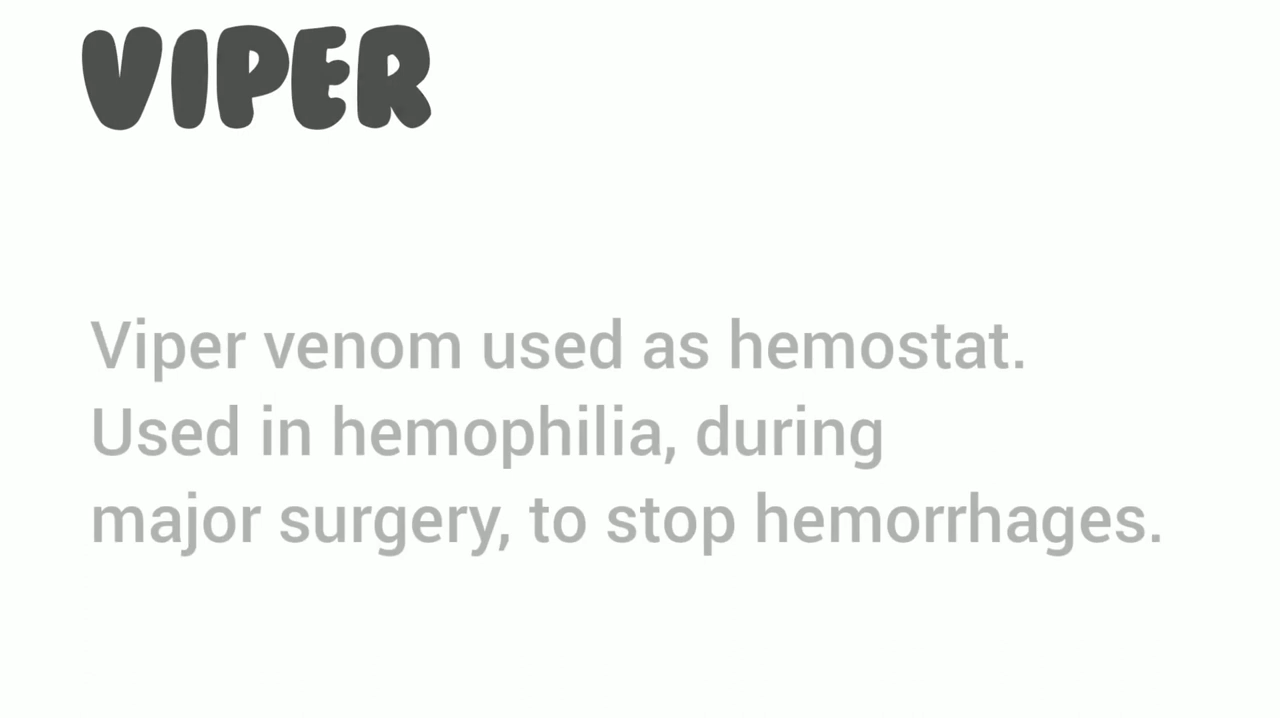 VIPER
Viper venom used as hemostat.
Used in hemophilia, during
major surgery, to stop hemorrhages.